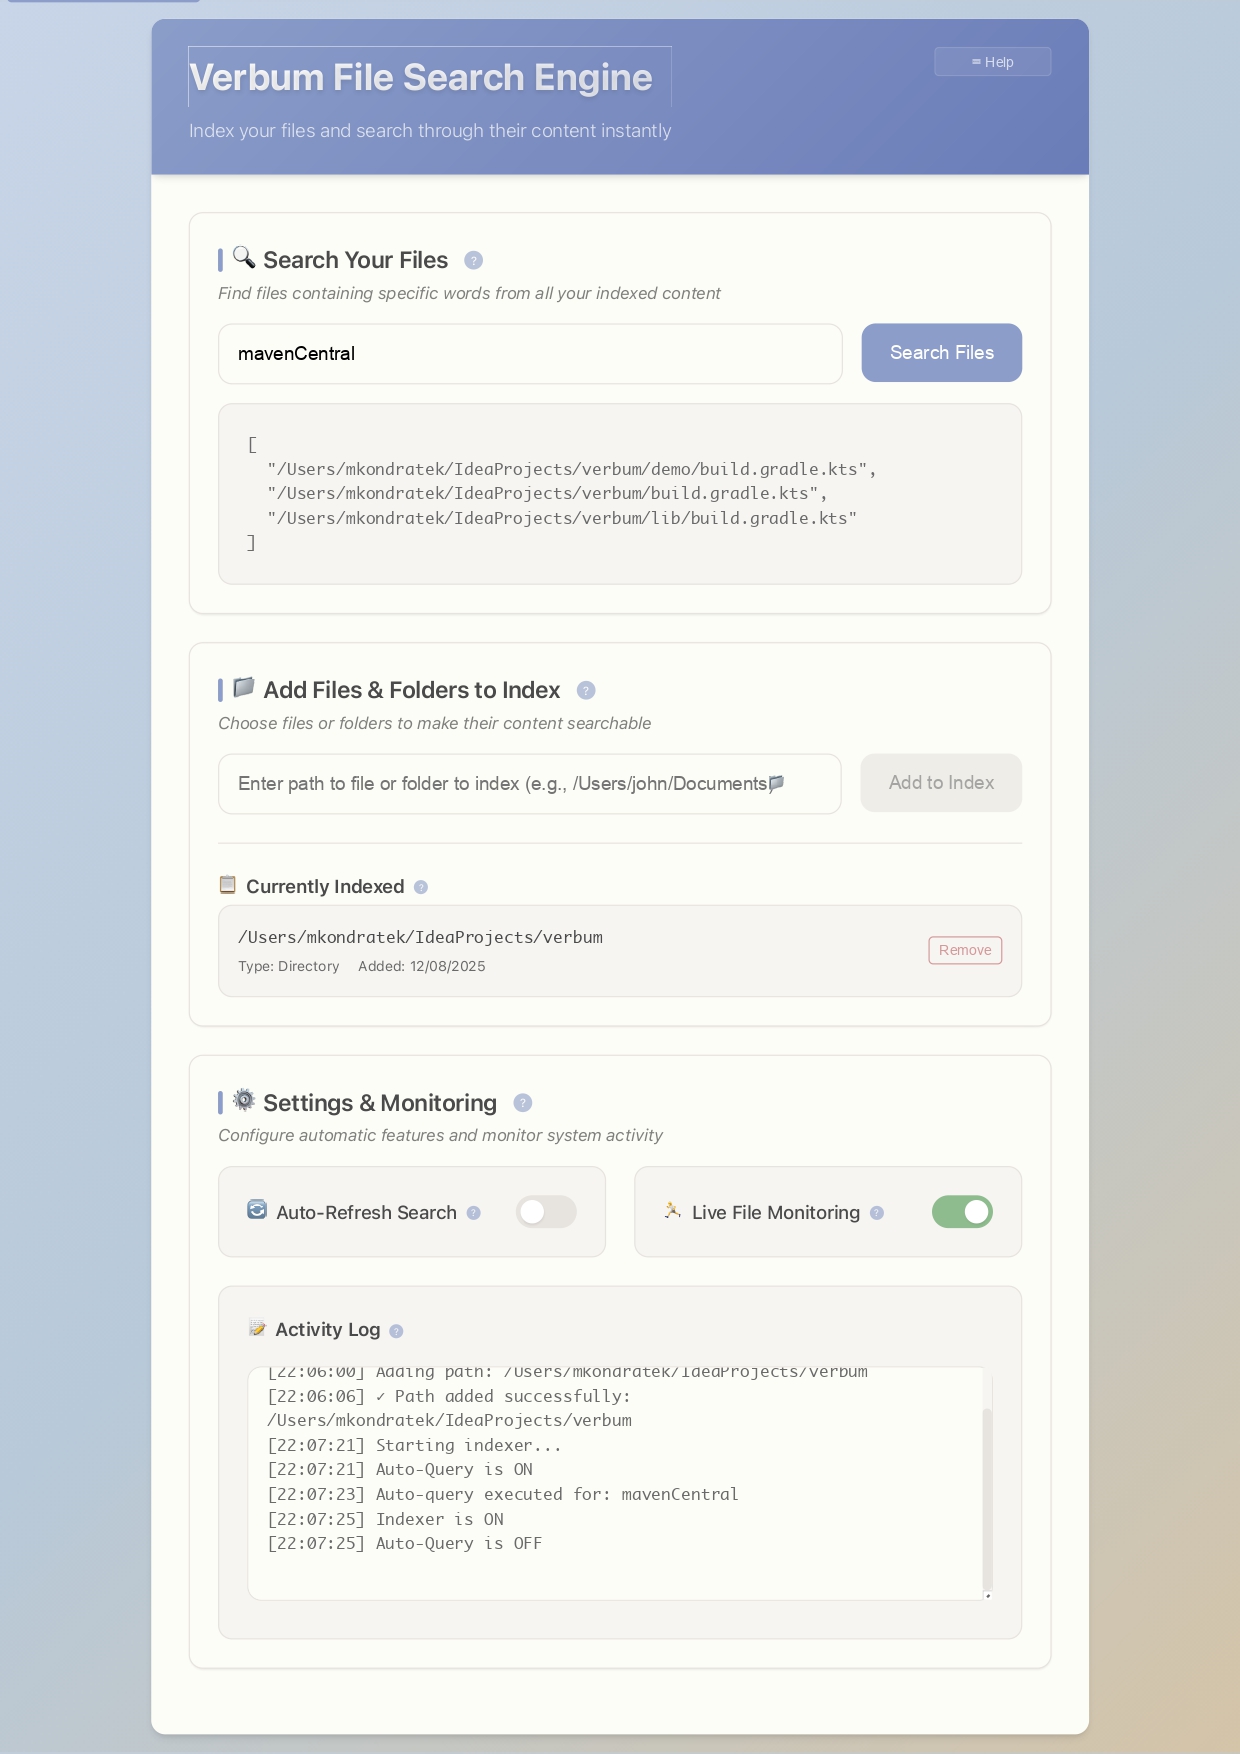 Verbum File Search Engine
= Help
Index your files and search through their content instantly
Search Your Files ?
Find files containing specific words from all your indexed content
mavenCentral
Search Files
[
"/Users/mkondratek/IdeaProjects/verbum/demo/build.gradle.kts",
"/Users/mkondratek/IdeaProjects/verbum/build.gradle.kts",
"/Users/mkondratek/IdeaProjects/verbum/lib/build.gradle.kts"
]
Add Files & Folders to Index ?
Choose files or folders to make their content searchable
Enter path to file or folder to index (e.g., /Users/john/Documents
Add to Index
Currently Indexed ?
/Users/mkondratek/IdeaProjects/verbum
Type: Directory Added: 12/08/2025
Remove
Settings & Monitoring ?
Configure automatic features and monitor system activity
Auto-Refresh Search ?
Live File Monitoring ?
Activity Log ?
[22:06:00] Adding path: /Users/mkondratek/IdeaProjects/verbum
[22:06:06] ✓ Path added successfully:
/Users/mkondratek/IdeaProjects/verbum
[22:07:21] Starting indexer...
[22:07:21] Auto-Query is ON
[22:07:23] Auto-query executed for: mavenCentral
[22:07:25] Indexer is ON
[22:07:25] Auto-Query is OFF